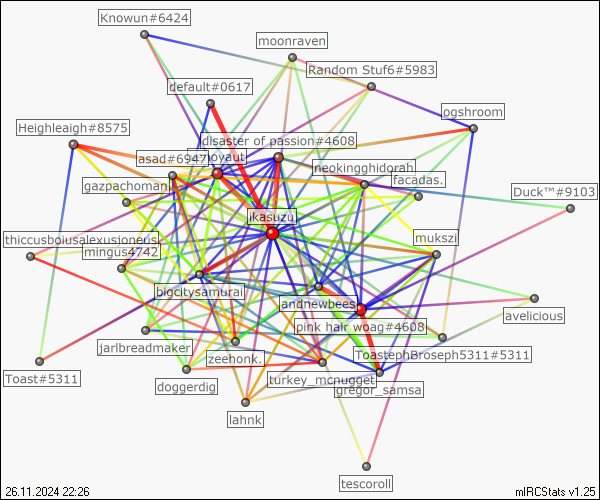 Knowun#6424
moonraven
Random Stuf6#5983
default#0617
ogshroom
Heighleaigh#8575
disaster of passion#4608
asad#6947
noyaut
neokingghidorah
gazpachoman
facadas.
Duck™#9103
ikasuzu
thiccusboiusalexusjonerus
mukszi
mingus4742
bigcitysamurai
andnewbees
avelicious
pink hair woag#4608
jarlbreadmaker
zeehonk.
ToastephBroseph5311#5311
Toast#5311
doggerdig
turkey_mcnugget
gregor_samsa
lahnk
tescoroll
26.11.2024 22:26
mIRCStats v1.25